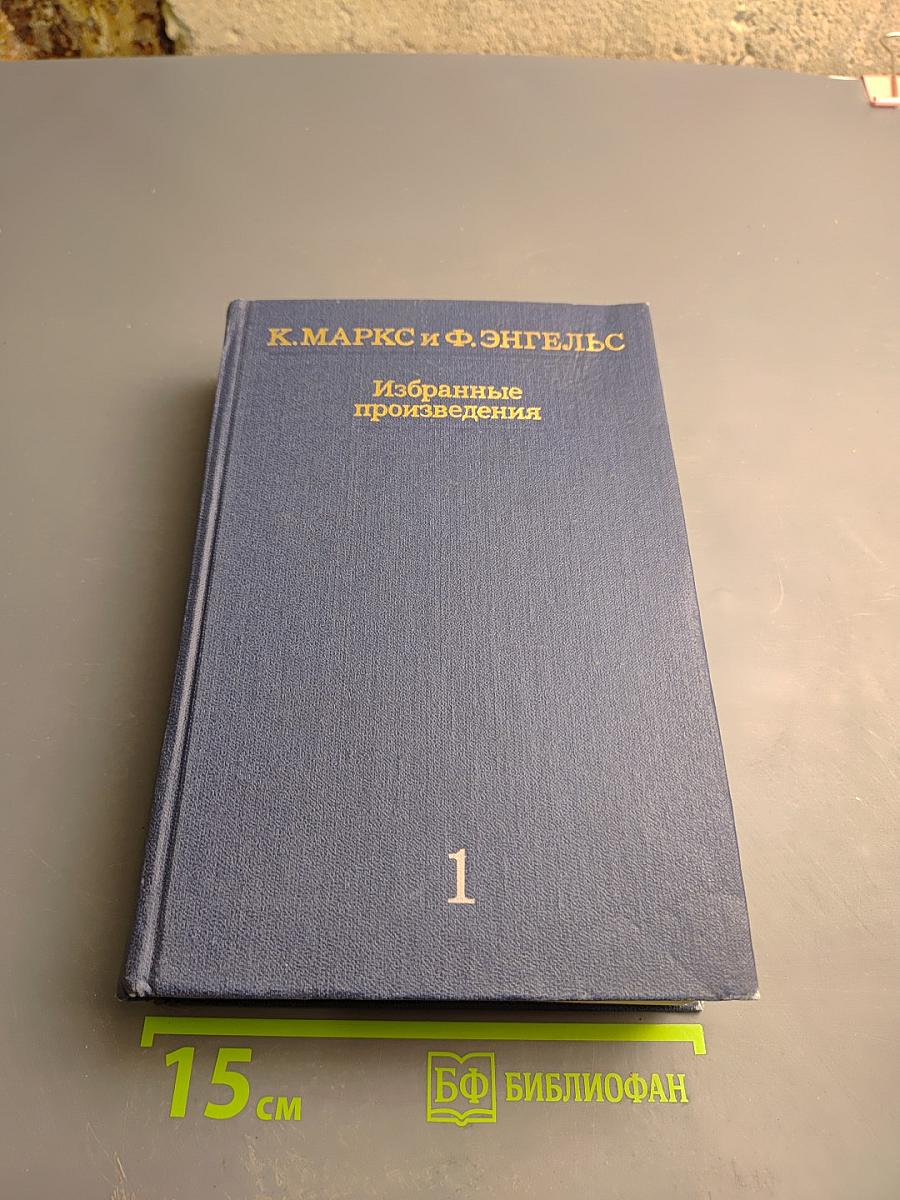 К. МАРКС и Ф. ЭНГЕЛЬС
Избранные
произведения
1
15 см
БФ БИБЛИОФАН